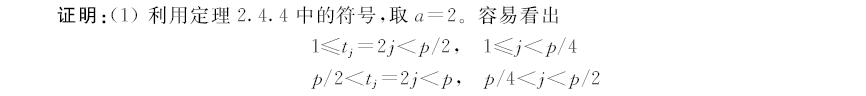 证明:(1) 利用定理 2.4.4 中的符号,取 a=2。容易看出
1≤t_j=2j<p/2, 1≤j<p/4
p/2<t_j=2j<p, p/4<j<p/2